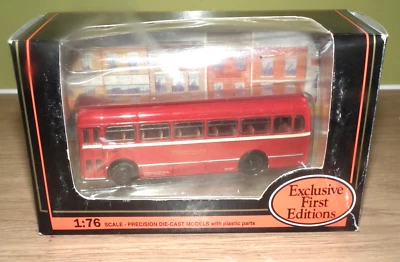 Exclusive
First
Editions
1:76 SCALE - PRECISION DIE-CAST MODELS with plastic parts